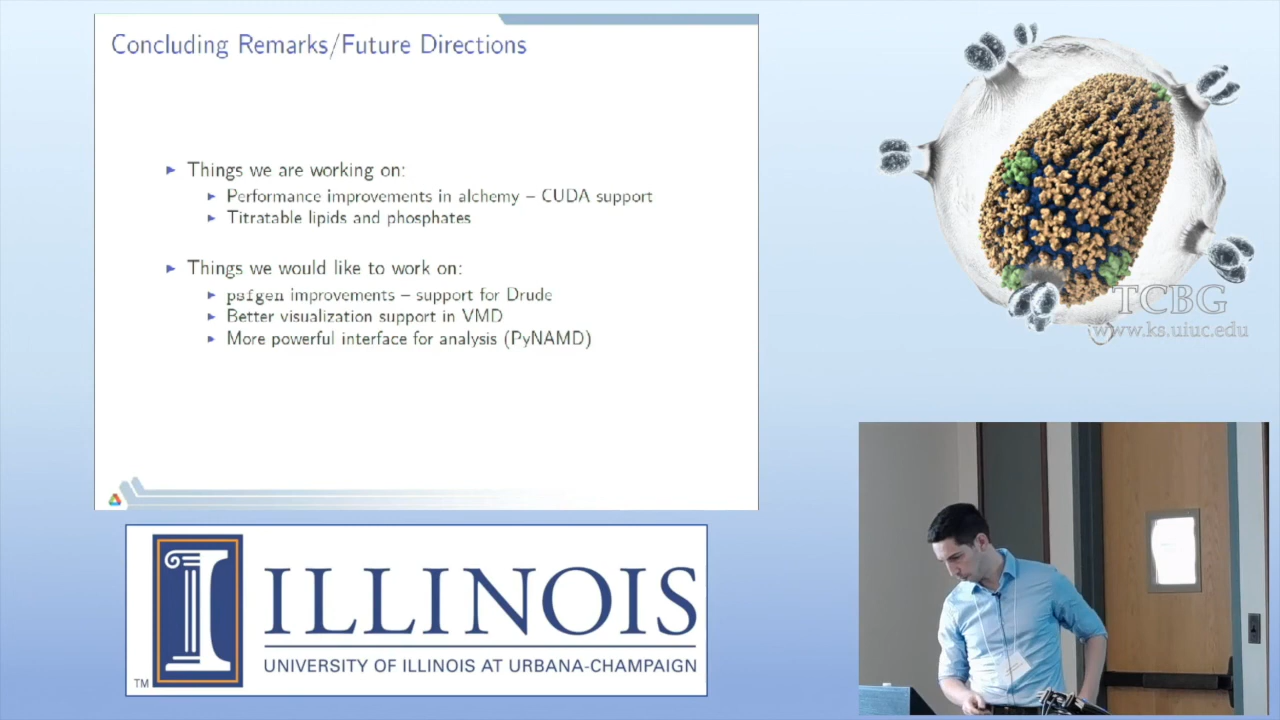 Concluding Remarks/Future Directions
Things we are working on:
Performance improvements in alchemy – CUDA support
Titratable lipids and phosphates
Things we would like to work on:
psfgen improvements – support for Drude
Better visualization support in VMD
More powerful interface for analysis (PyNAMD)
TCBG
www.ks.uiuc.edu
I ILLINOIS
UNIVERSITY OF ILLINOIS AT URBANA-CHAMPAIGN
TM